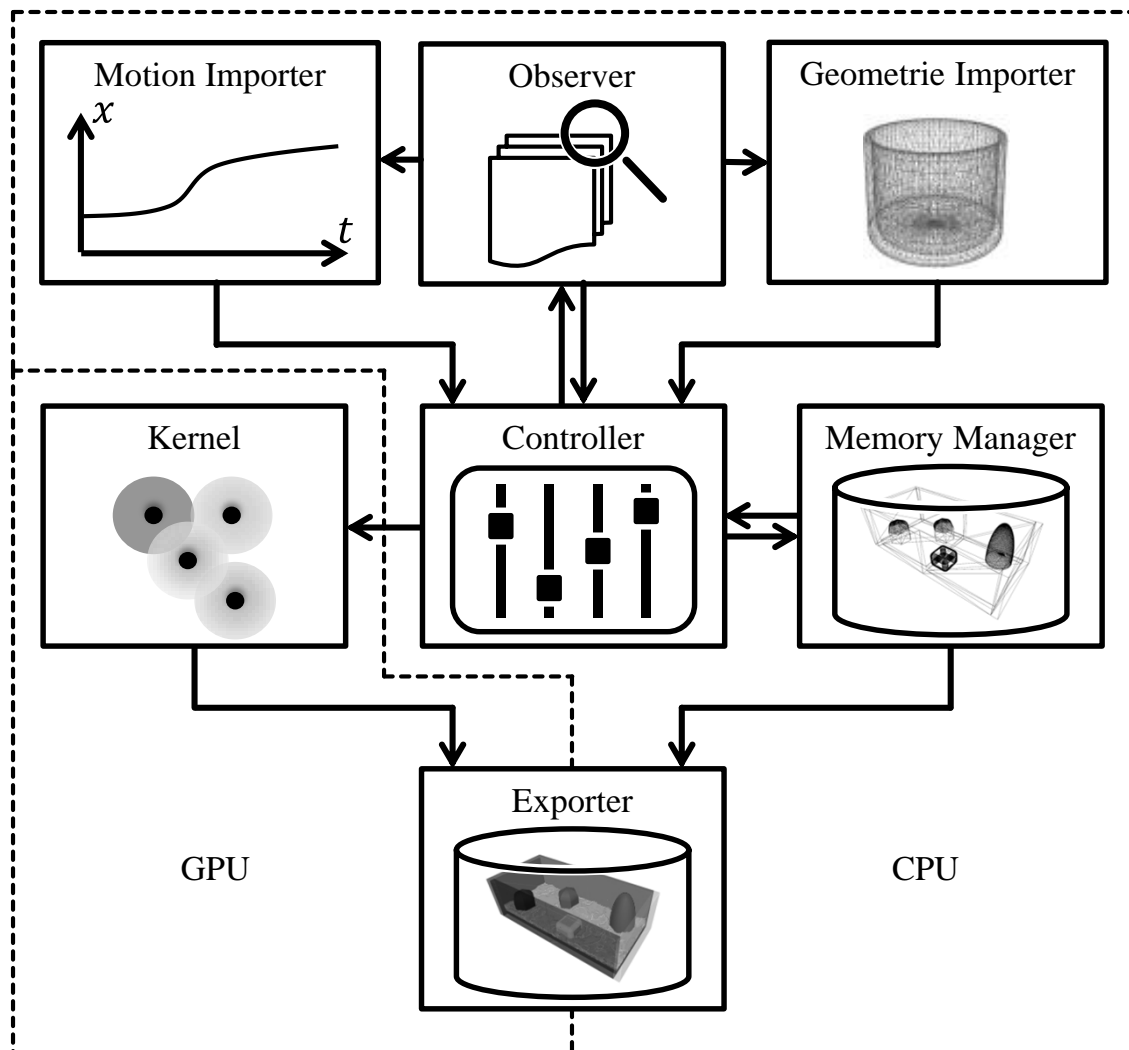 Motion Importer
x
t
Observer
Geometrie Importer
Kernel
Controller
Memory Manager
Exporter
GPU
CPU